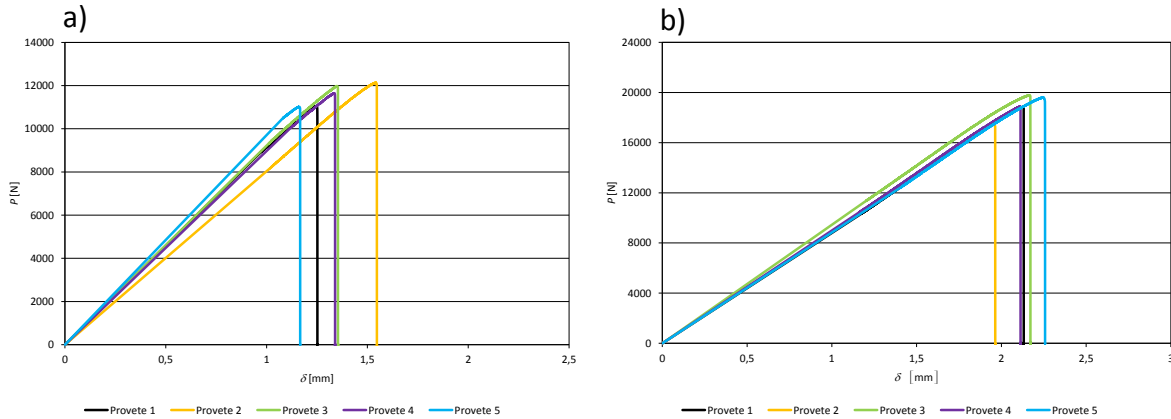 a)
14000
12000
10000
8000
6000
4000
2000
0
P [N]
0 0,5 1 1,5 2 2,5
δ [mm]
Provete 1 Provete 2 Provete 3 Provete 4 Provete 5
b)
24000
20000
16000
12000
8000
4000
0
P [N]
0 0,5 1 1,5 2 2,5 3
δ [mm]
Provete 1 Provete 2 Provete 3 Provete 4 Provete 5